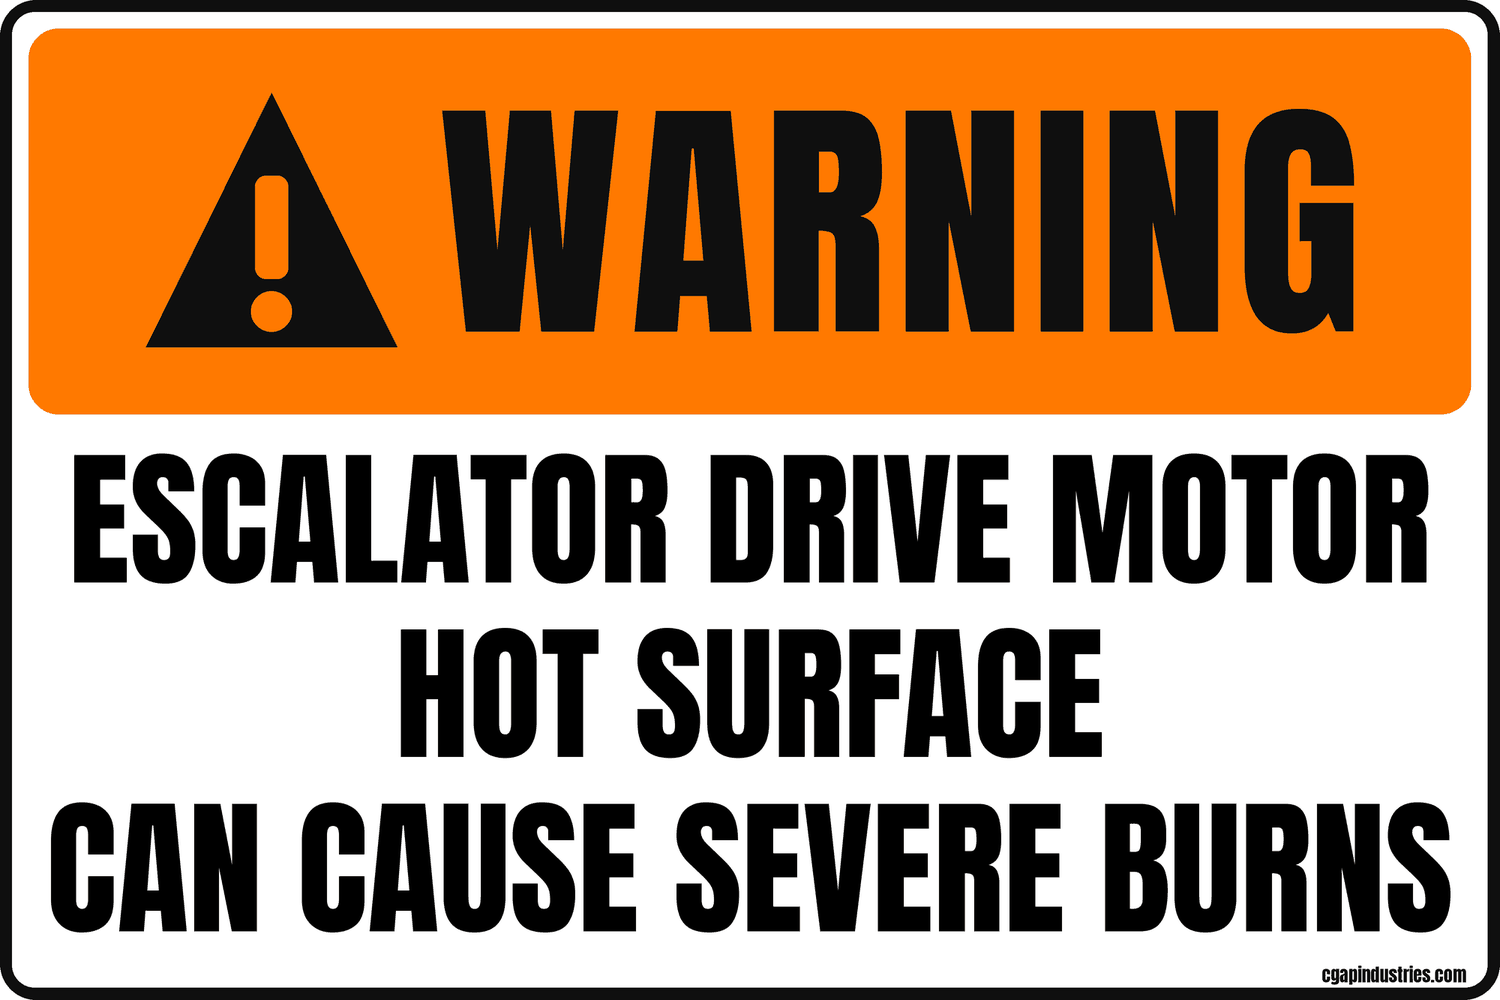 WARNING
ESCALATOR DRIVE MOTOR
HOT SURFACE
CAN CAUSE SEVERE BURNS
cgapindustries.com